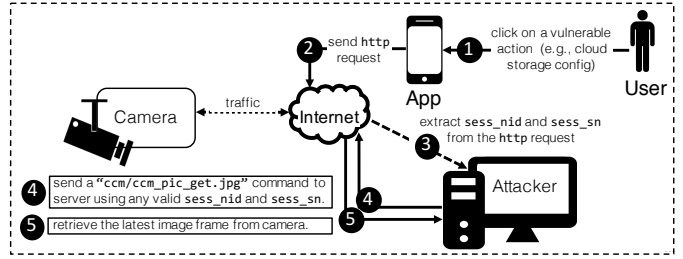 click on a vulnerable
action (e.g., cloud
storage config)
1
User
2
send http
request
App
Camera
traffic
Internet
extract sess_nid and sess_sn
from the http request
3
Attacker
4
5
4 send a “ccm/ccm_pic_get.jpg” command to
server using any valid sess_nid and sess_sn.
5 retrieve the latest image frame from camera.